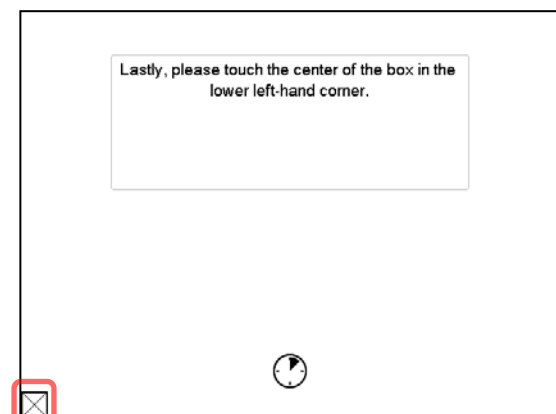 Lastly, please touch the center of the box in the
lower left-hand corner.